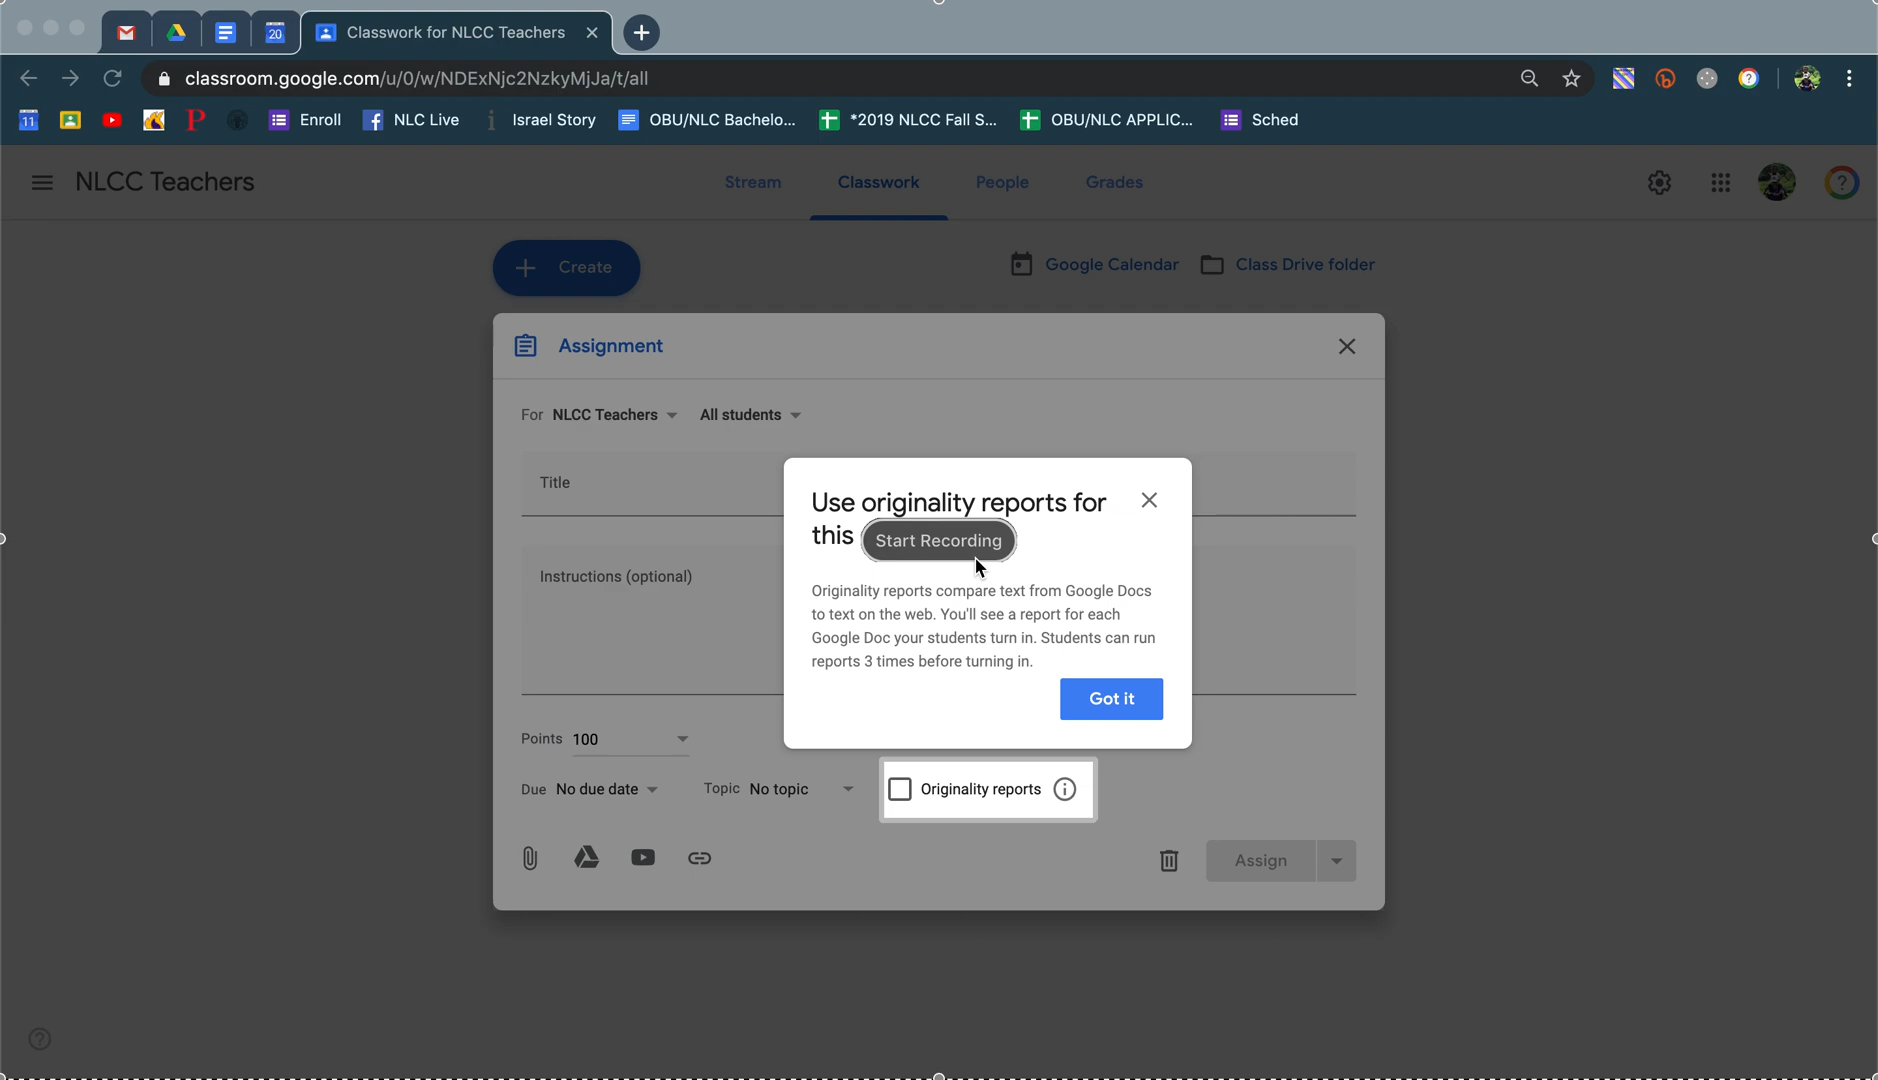 20
Classwork for NLCC Teachers
classroom.google.com/u/0/w/NDExNjc2NzkyMjJa/t/all
11
Enroll
NLC Live
Israel Story
OBU/NLC Bachelo...
*2019 NLCC Fall S...
OBU/NLC APPLIC...
Sched
NLCC Teachers
Stream
Classwork
People
Grades
Create
Google Calendar
Class Drive folder
Assignment
For NLCC Teachers
All students
Title
Use originality reports for
this
Start Recording
Instructions (optional)
Originality reports compare text from Google Docs
to text on the web. You'll see a report for each
Google Doc your students turn in. Students can run
reports 3 times before turning in.
Got it
Points 100
Due No due date
Topic No topic
Originality reports
Assign